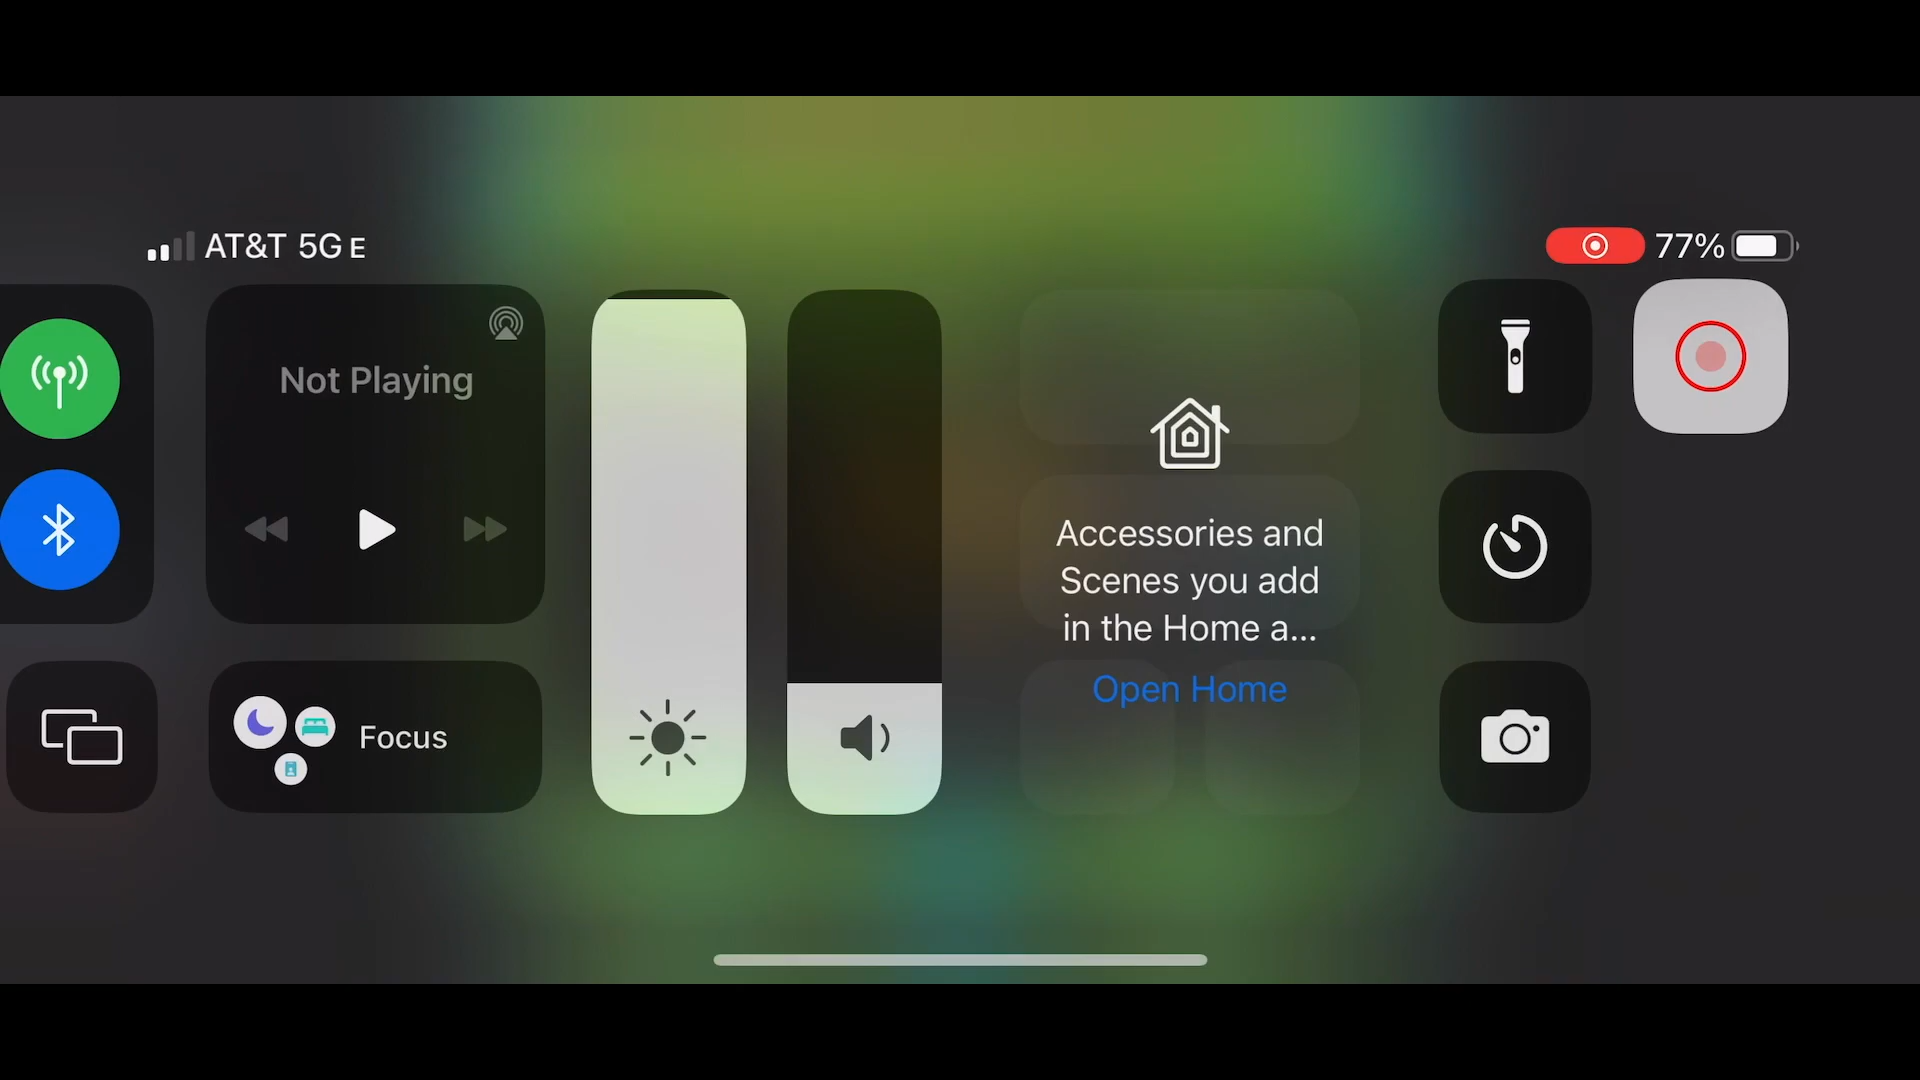 AT&T 5G E
77%
Not Playing
Accessories and
Scenes you add
in the Home a...
Open Home
Focus